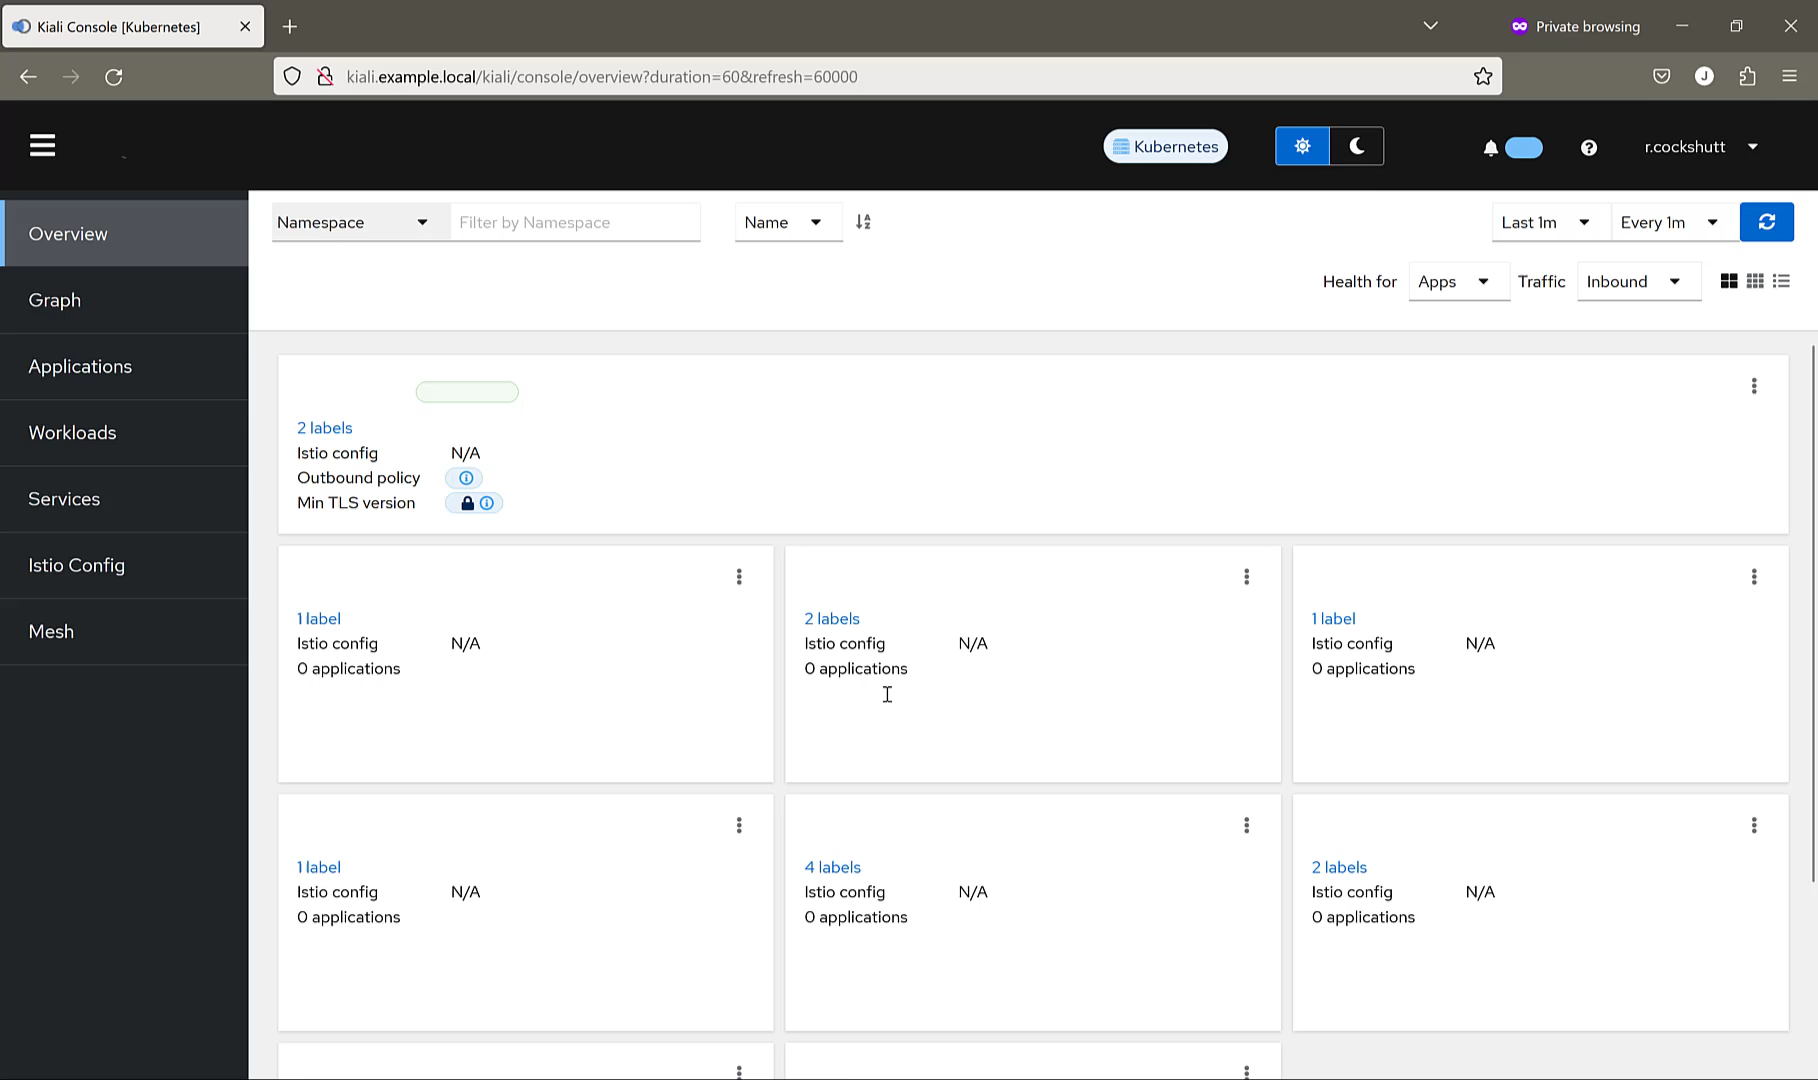 Kiali Console [Kubernetes]
Private browsing
kiali.example.local/kiali/console/overview?duration=60&refresh=60000
J
Kubernetes
r.cockshutt
Overview
Graph
Applications
Workloads
Services
Istio Config
Mesh
Namespace Filter by Namespace Name Last 1m Every 1m
Health for Apps Traffic Inbound
2 labels
Istio config N/A
Outbound policy
Min TLS version
1 label 2 labels 1 label
Istio config N/A Istio config N/A Istio config N/A
0 applications 0 applications 0 applications
1 label 4 labels 2 labels
Istio config N/A Istio config N/A Istio config N/A
0 applications 0 applications 0 applications